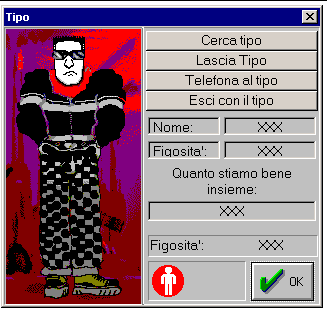 Tipo
Cerca tipo
Lascia Tipo
Telefona al tipo
Esci con il tipo
Nome: XXX
Figosita': XXX
Quanto stiamo bene
insieme:
XXX
Figosita': XXX
OK